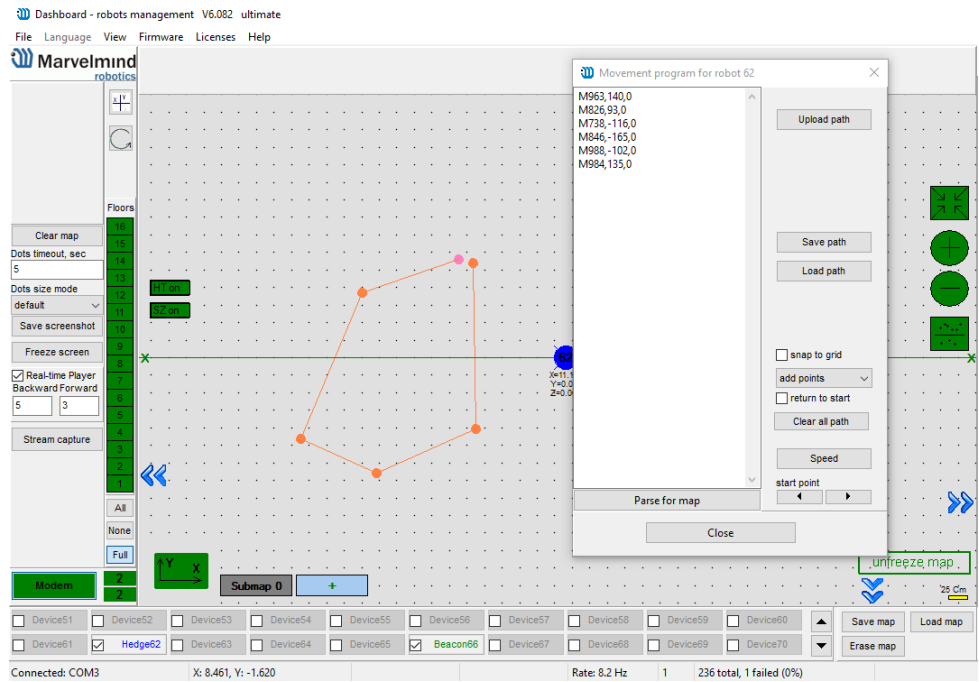 Dashboard - robots management V6.082 ultimate
File Language View Firmware Licenses Help
Marvelmind
robotics
Floors
16
15
14
13
12
11
10
9
8
7
6
5
4
3
2
1
All
None
Full
Clear map
Dots timeout, sec
5
Dots size mode
default
Save screenshot
Freeze screen
Real-time Player
Backward Forward
5 3
Stream capture
HT on
SZ on
X
X
62
Movement program for robot 62
M963,140,0
M826,93,0
M738,-116,0
M846,-165,0
M988,-102,0
M984,135,0
Upload path
Save path
Load path
snap to grid
add points
return to start
Clear all path
Speed
start point
Parse for map
Close
unfreeze map
25 Cm
Modem
2
2
Y X
Submap 0 +
Device51 Device52 Device53 Device54 Device55 Device56 Device57 Device58 Device59 Device60
Save map Load map
Device61 Hedge62 Device63 Device64 Device65 Beacon66 Device67 Device68 Device69 Device70
Erase map
Connected: COM3 X: 8.461, Y: -1.620 Rate: 8.2 Hz 1 236 total, 1 failed (0%)